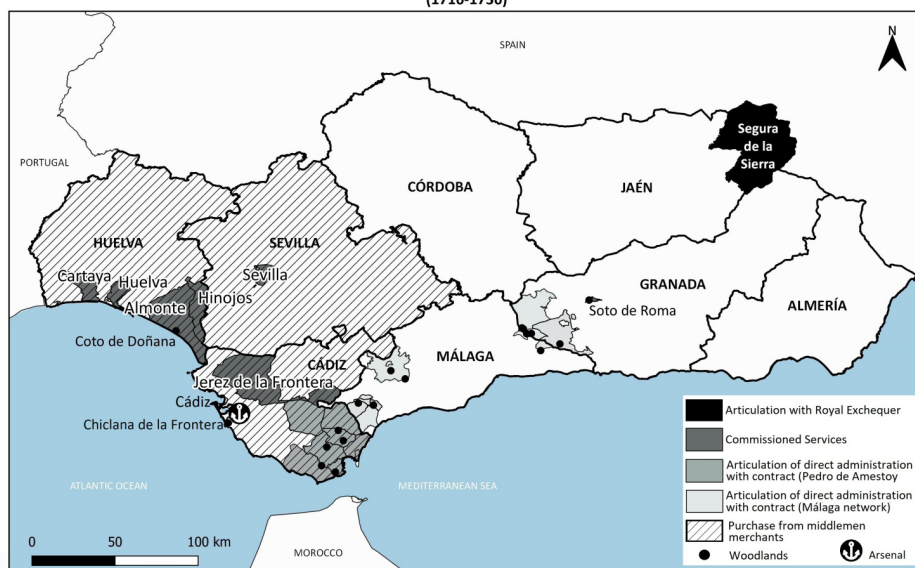 (1710-1730)
SPAIN
N
PORTUGAL
Segura
de la
Sierra
CÓRDOBA
JAÉN
HUELVA
SEVILLA
Sevilla
Cartaya
Huelva
Hinojos
Almonte
GRANADA
Soto de Roma
ALMERÍA
Coto de Doñana
MÁLAGA
CÁDIZ
Jerez de la Frontera
Cádiz
Chiclana de la Frontera
ATLANTIC OCEAN
MEDITERRANEAN SEA
MOROCCO
0 50 100 km
Articulation with Royal Exchequer
Commissioned Services
Articulation of direct administration
with contract (Pedro de Amestoy
Articulation of direct administration
with contract (Málaga network)
Purchase from middlemen
merchants
Woodlands
Arsenal